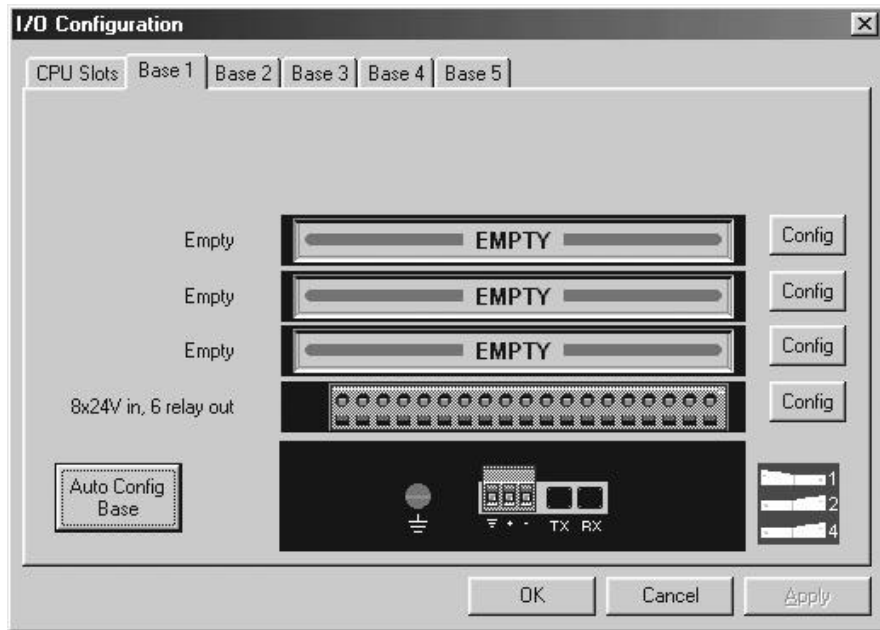 I/O Configuration
CPU Slots Base 1 Base 2 Base 3 Base 4 Base 5
Empty EMPTY Config
Empty EMPTY Config
Empty EMPTY Config
8x24V in, 6 relay out Config
Auto Config
Base
+ - TX RX
1
2
4
OK Cancel Apply